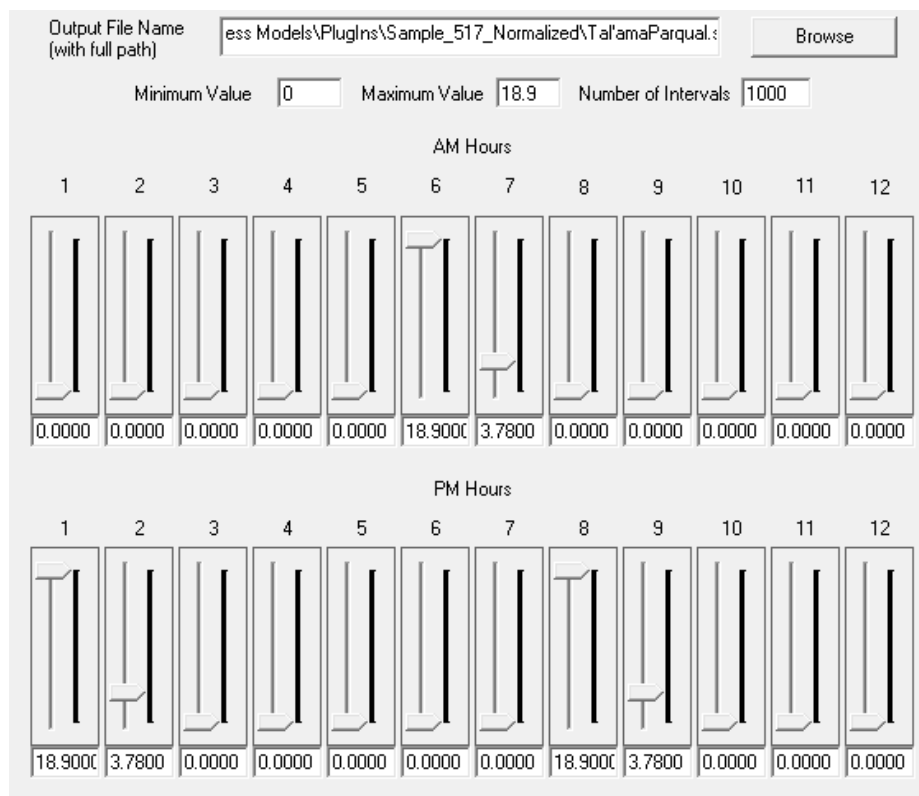 Output File Name
(with full path)
ess Models\PlugIns\Sample_517_Normalized\Tal'amaParqual.s
Browse
Minimum Value 0 Maximum Value 18.9 Number of Intervals 1000
AM Hours
1 2 3 4 5 6 7 8 9 10 11 12
0.0000 0.0000 0.0000 0.0000 0.0000 18.9000 3.7800 0.0000 0.0000 0.0000 0.0000 0.0000
PM Hours
1 2 3 4 5 6 7 8 9 10 11 12
18.9000 3.7800 0.0000 0.0000 0.0000 0.0000 0.0000 18.9000 3.7800 0.0000 0.0000 0.0000